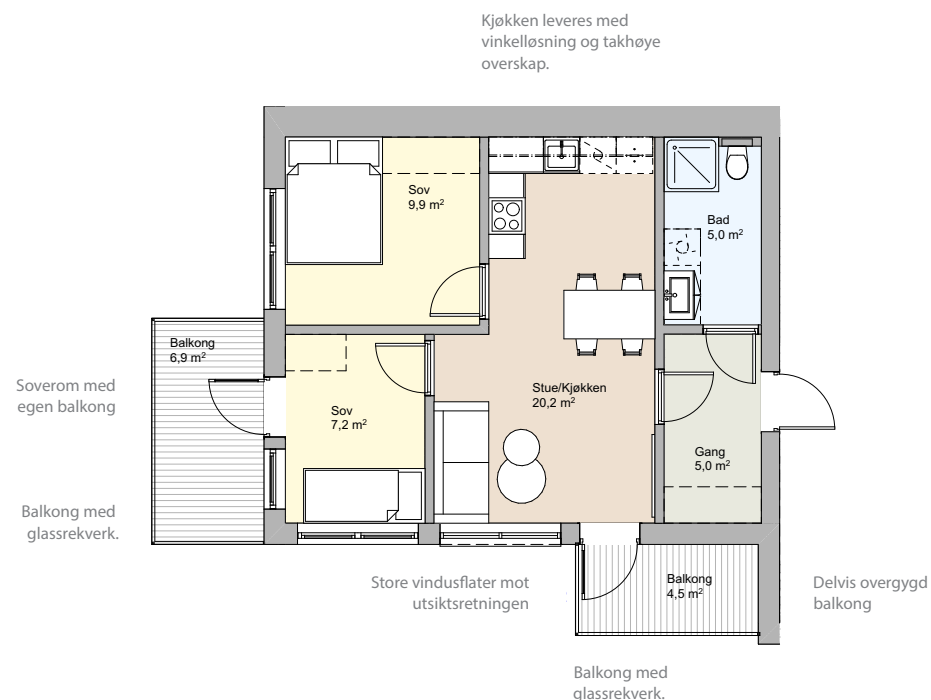 Kjøkken leveres med
vinkelløsning og takhøye
overskap.
Sov
9,9 m²
Bad
5,0 m²
Balkong
6,9 m²
Soverom med
egen balkong
Stue/Kjøkken
20,2 m²
Sov
7,2 m²
Gang
5,0 m²
Balkong med
glassrekverk.
Store vindusflater mot
utsiktsretningen
Balkong
4,5 m²
Delvis overgygd
balkong
Balkong med
glassrekverk.